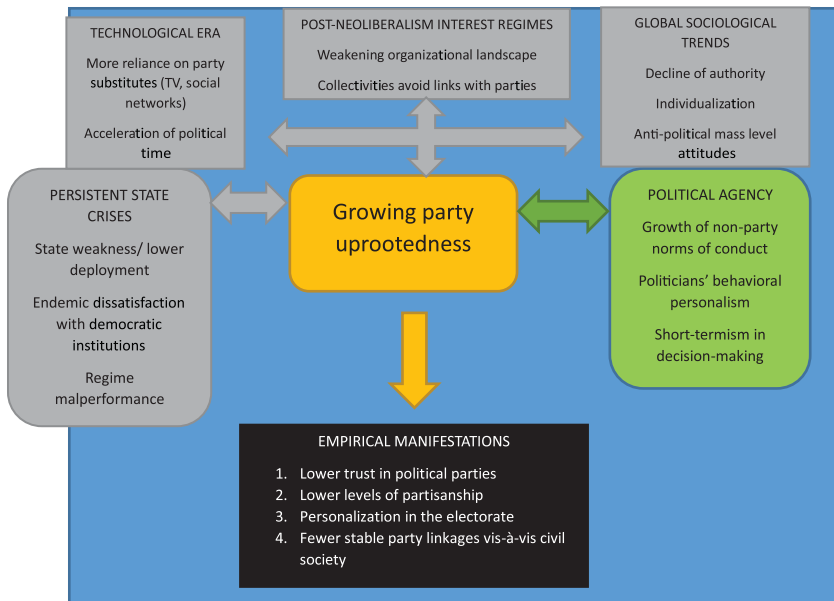 TECHNOLOGICAL ERA
More reliance on party
substitutes (TV, social
networks)
Acceleration of political
time
POST-NEOLIBERALISM INTEREST REGIMES
Weakening organizational landscape
Collectivities avoid links with parties
GLOBAL SOCIOLOGICAL
TRENDS
Decline of authority
Individualization
Anti-political mass level
attitudes
PERSISTENT STATE
CRISES
State weakness/ lower
deployment
Endemic dissatisfaction
with democratic
institutions
Regime
malperformance
Growing party
uprootedness
POLITICAL AGENCY
Growth of non-party
norms of conduct
Politicians' behavioral
personalism
Short-termism in
decision-making
EMPIRICAL MANIFESTATIONS
1. Lower trust in political parties
2. Lower levels of partisanship
3. Personalization in the electorate
4. Fewer stable party linkages vis-à-vis civil
society